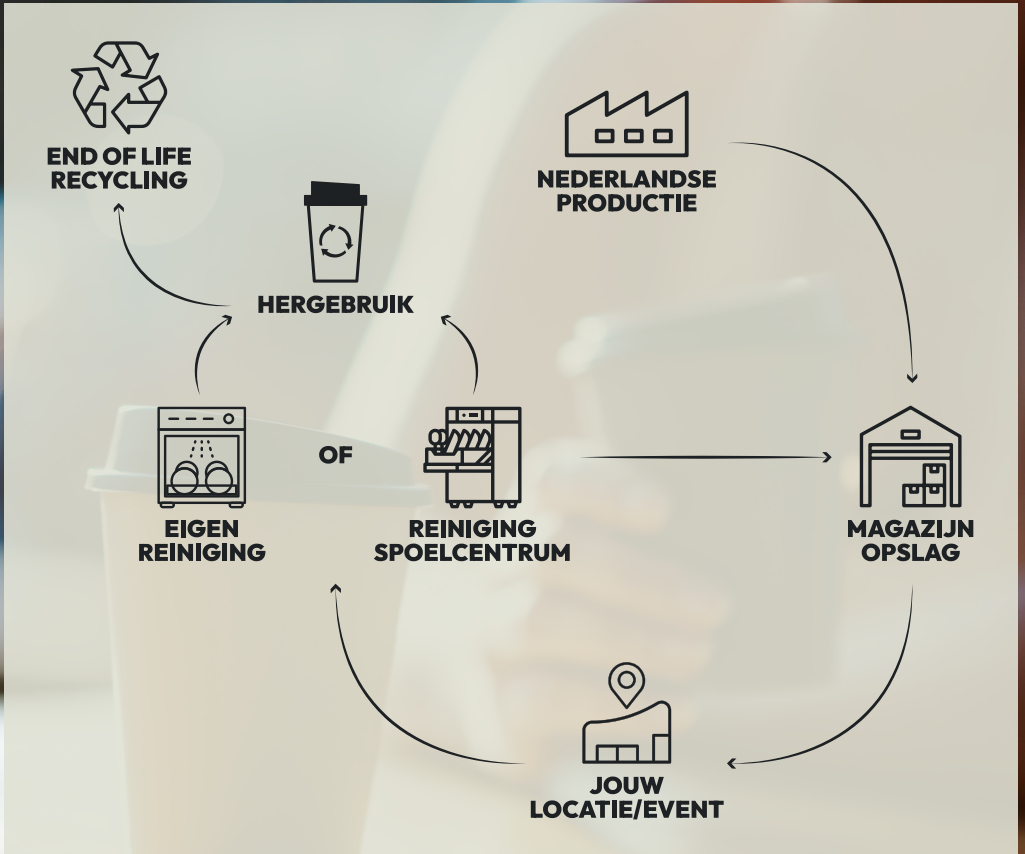 END OF LIFE
RECYCLING
NEDERLANDSE
PRODUCTIE
HERGEBRUIK
OF
EIGEN
REINIGING
REINIGING
SPOELCENTRUM
MAGAZIJN
OPSLAG
JOUW
LOCATIE/EVENT